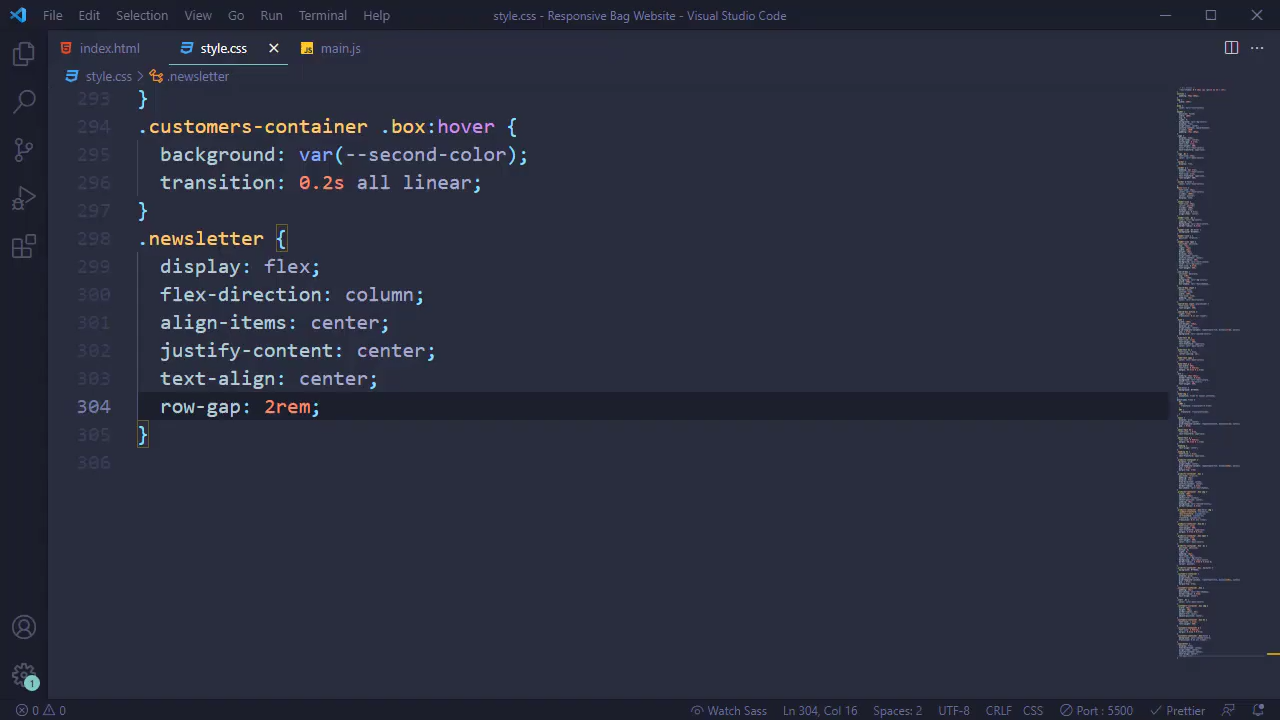 File Edit Selection View Go Run Terminal Help style.css - Responsive Bag Website - Visual Studio Code
index.html style.css main.js
style.css > .newsletter
293 }
294 .customers-container .box:hover {
295 background: var(--second-color);
296 transition: 0.2s all linear;
297 }
298 .newsletter {
299 display: flex;
300 flex-direction: column;
301 align-items: center;
302 justify-content: center;
303 text-align: center;
304 row-gap: 2rem;
305 }
306
1
0 0 Watch Sass Ln 304, Col 16 Spaces: 2 UTF-8 CRLF CSS Port : 5500 Prettier